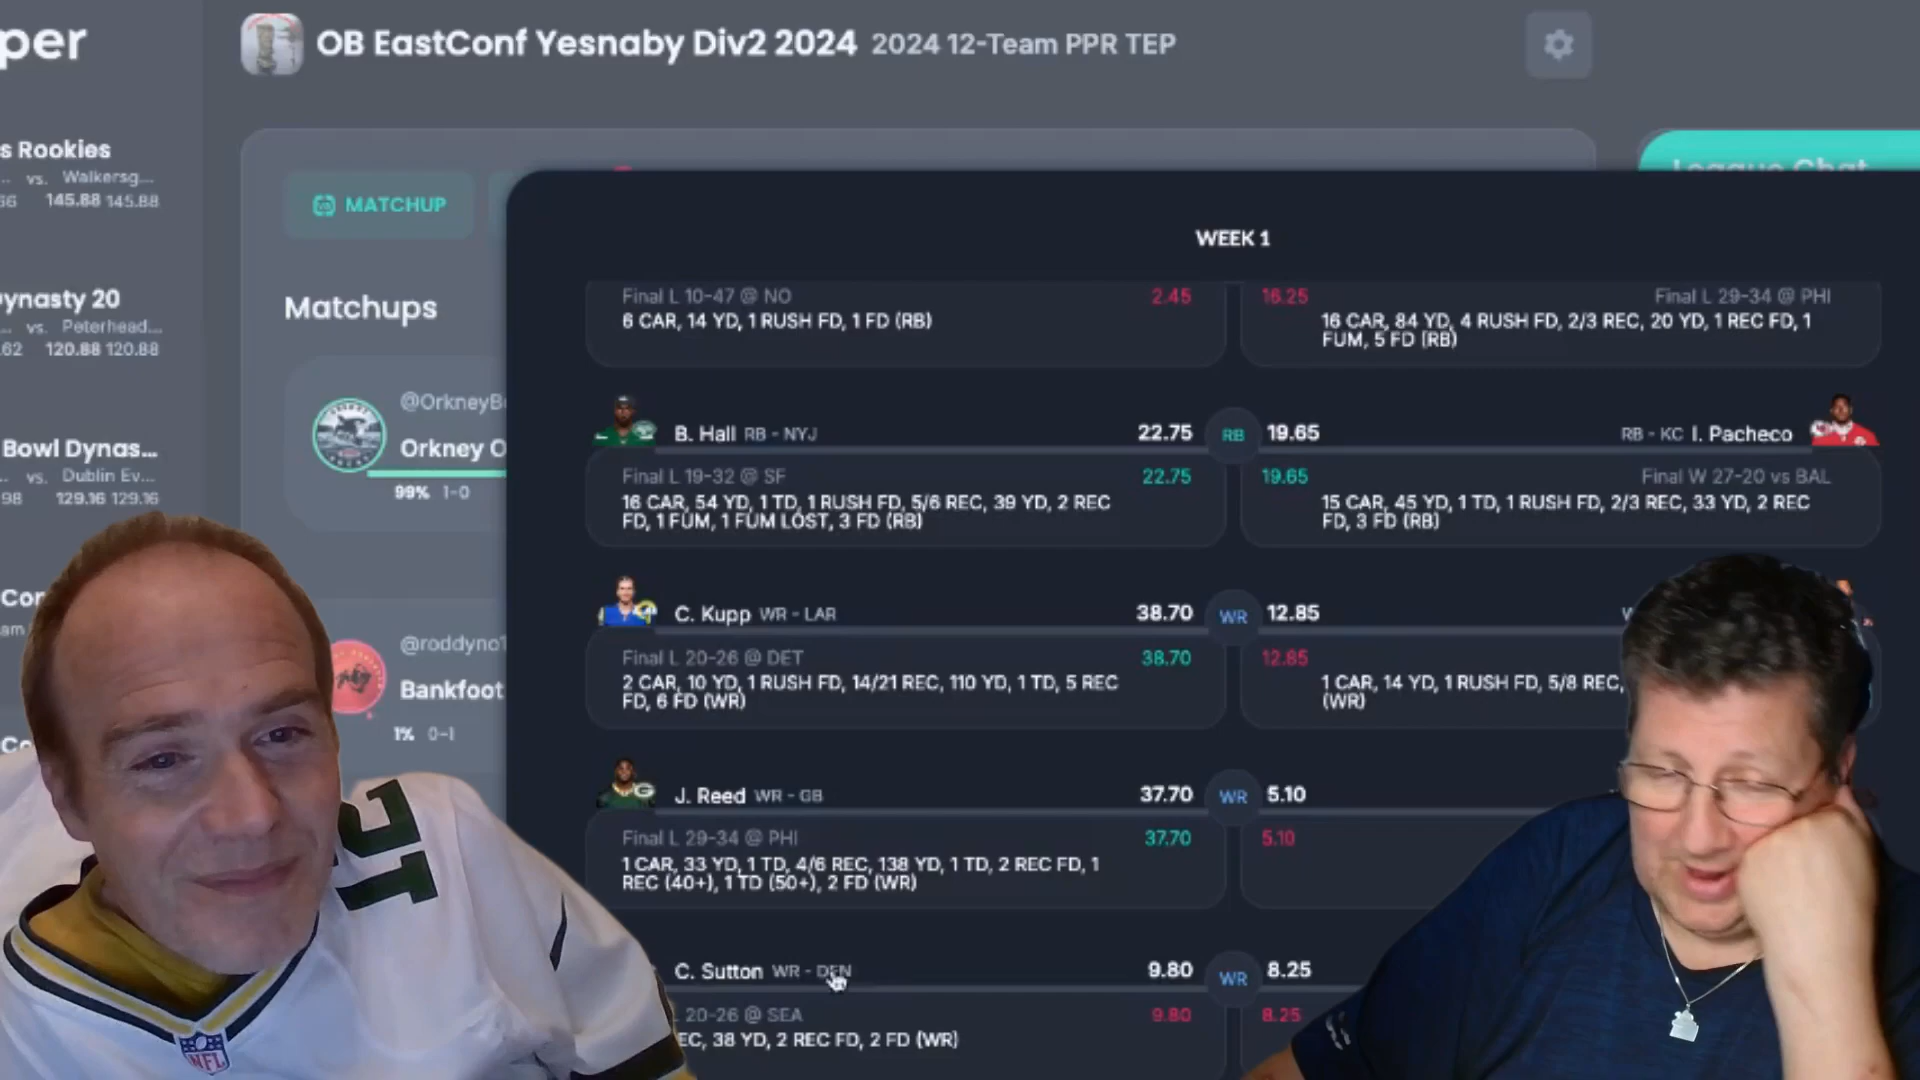 per
OB EastConf Yesnaby Div2 2024 2024 12-Team PPR TEP
s Rookies
.. vs. Walkersg...
66 145.88 145.88
ynasty 20
... vs. Peterhead...
.62 120.88 120.88
Bowl Dynas...
.. vs. Dublin Ev...
98 129.16 129.16
Con
am
Co
MATCHUP
League Chat
Matchups
@OrkneyB
Orkney O
99% 1-0
@roddyno1
Bankfoot
1% 0-1
WEEK 1
Final L 10-47 @ NO 2.45
6 CAR, 14 YD, 1 RUSH FD, 1 FD (RB)
16.25 Final L 29-34 @ PHI
16 CAR, 84 YD, 4 RUSH FD, 2/3 REC, 20 YD, 1 REC FD, 1
FUM, 5 FD (RB)
B. Hall RB - NYJ 22.75 RB 19.65 RB - KC I. Pacheco
Final L 19-32 @ SF 22.75
16 CAR, 54 YD, 1 TD, 1 RUSH FD, 5/6 REC, 39 YD, 2 REC
FD, 1 FUM, 1 FUM LOST, 3 FD (RB)
19.65 Final W 27-20 vs BAL
15 CAR, 45 YD, 1 TD, 1 RUSH FD, 2/3 REC, 33 YD, 2 REC
FD, 3 FD (RB)
C. Kupp WR - LAR 38.70 WR 12.85 W
Final L 20-26 @ DET 38.70
2 CAR, 10 YD, 1 RUSH FD, 14/21 REC, 110 YD, 1 TD, 5 REC
FD, 6 FD (WR)
12.85
1 CAR, 14 YD, 1 RUSH FD, 5/8 REC,
(WR)
J. Reed WR - GB 37.70 WR 5.10
Final L 29-34 @ PHI 37.70
1 CAR, 33 YD, 1 TD, 4/6 REC, 138 YD, 1 TD, 2 REC FD, 1
REC (40+), 1 TD (50+), 2 FD (WR)
5.10
C. Sutton WR - DEN 9.80 WR 8.25
L 20-26 @ SEA 9.80 8.25
EC, 38 YD, 2 REC FD, 2 FD (WR)
12
NFL